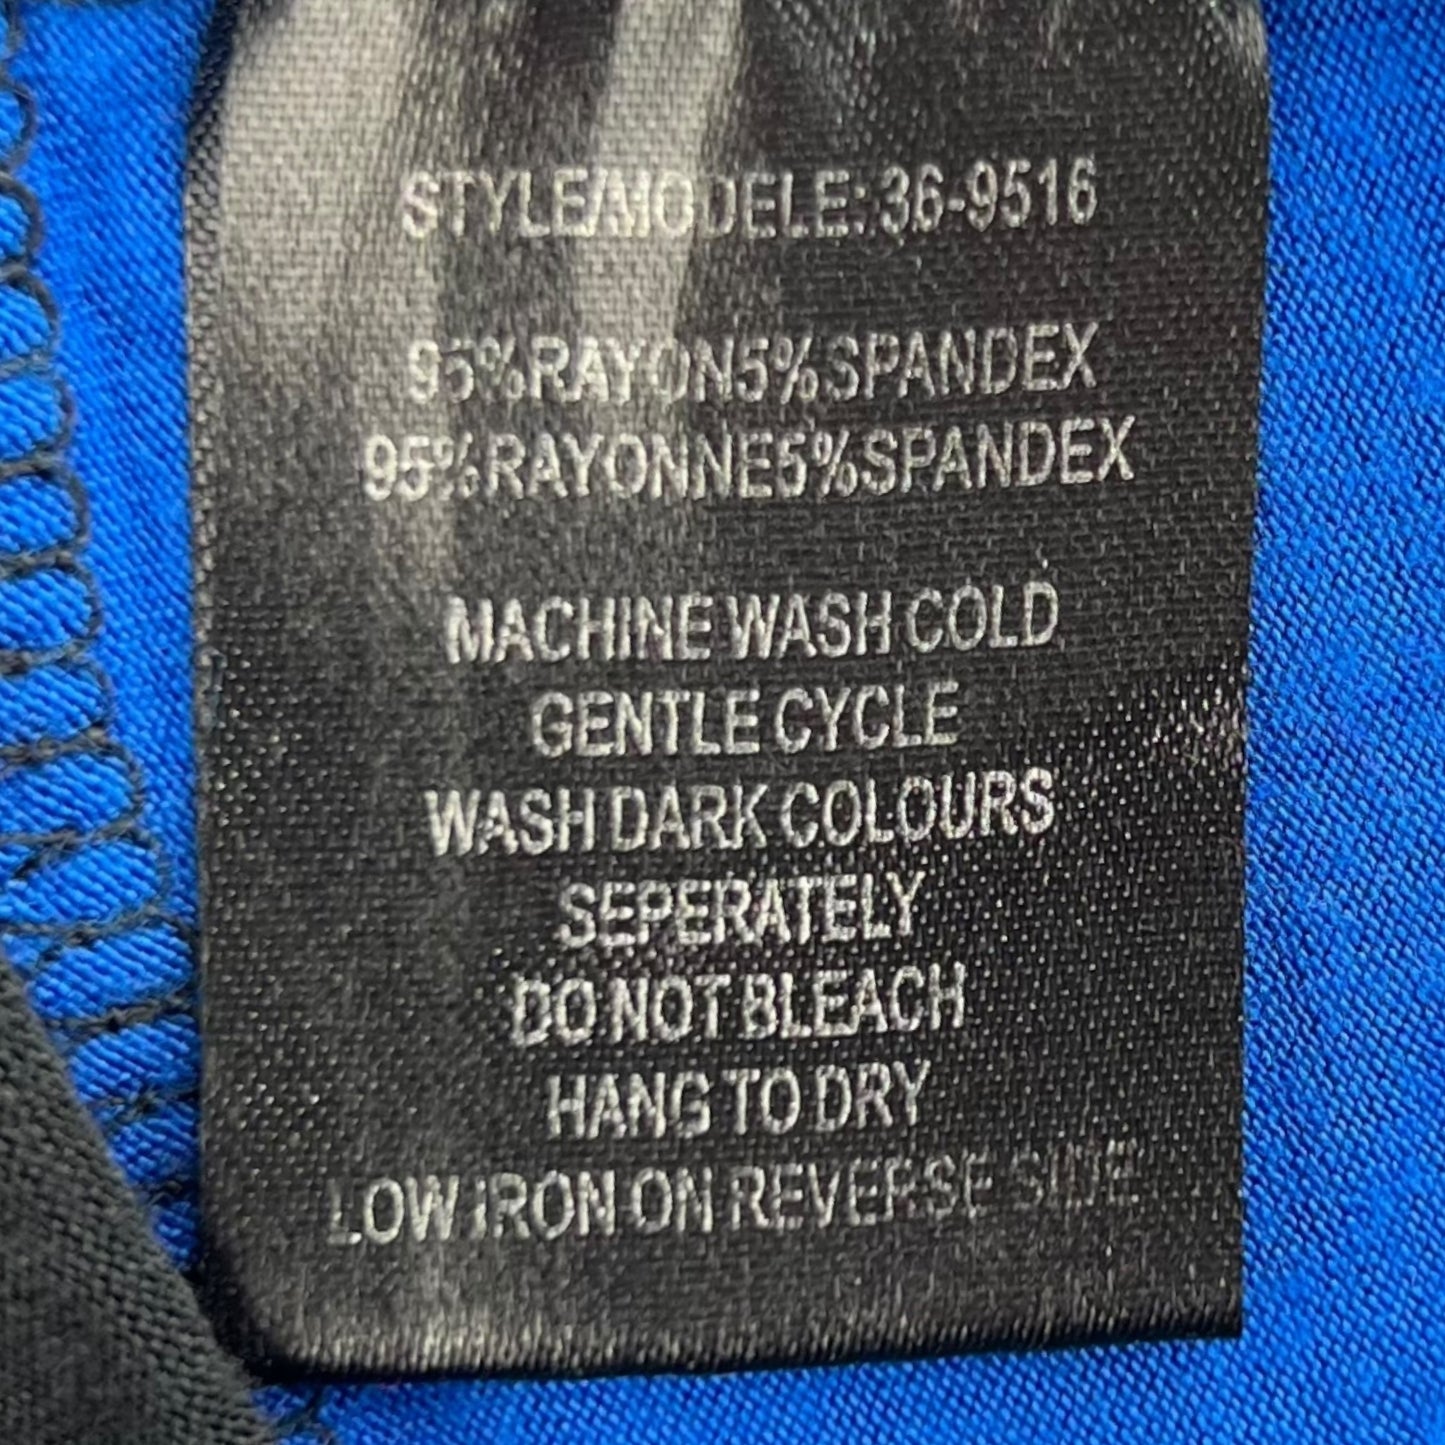 STYLE/MODELE: 36-9516
95%RAYON5%SPANDEX
95%RAYONNE5%SPANDEX
MACHINE WASH COLD
GENTLE CYCLE
WASH DARK COLOURS
SEPERATELY
DO NOT BLEACH
HANG TO DRY
LOW IRON ON REVERSE SIDE